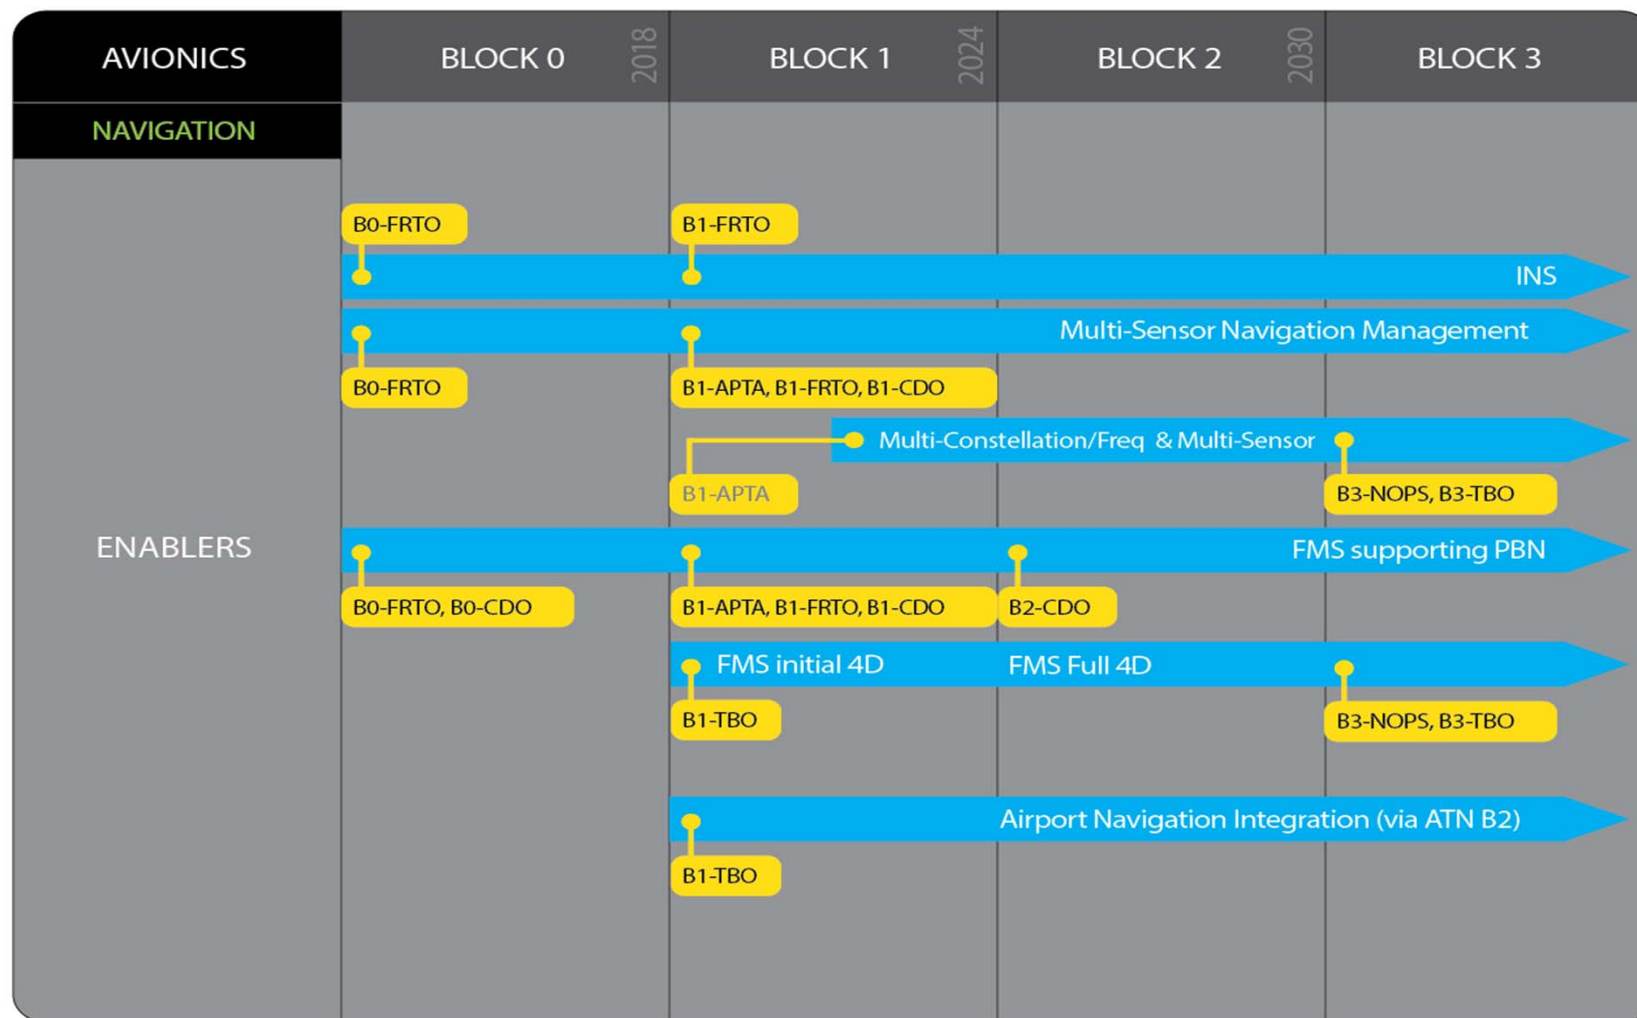 AVIONICS
BLOCK 0
2018
BLOCK 1
2024
BLOCK 2
2030
BLOCK 3
NAVIGATION
B0-FRTO
B1-FRTO
INS
Multi-Sensor Navigation Management
B0-FRTO
B1-APTA, B1-FRTO, B1-CDO
Multi-Constellation/Freq & Multi-Sensor
B1-APTA
B3-NOPS, B3-TBO
ENABLERS
FMS supporting PBN
B0-FRTO, B0-CDO
B1-APTA, B1-FRTO, B1-CDO
B2-CDO
FMS initial 4D
FMS Full 4D
B1-TBO
B3-NOPS, B3-TBO
Airport Navigation Integration (via ATN B2)
B1-TBO